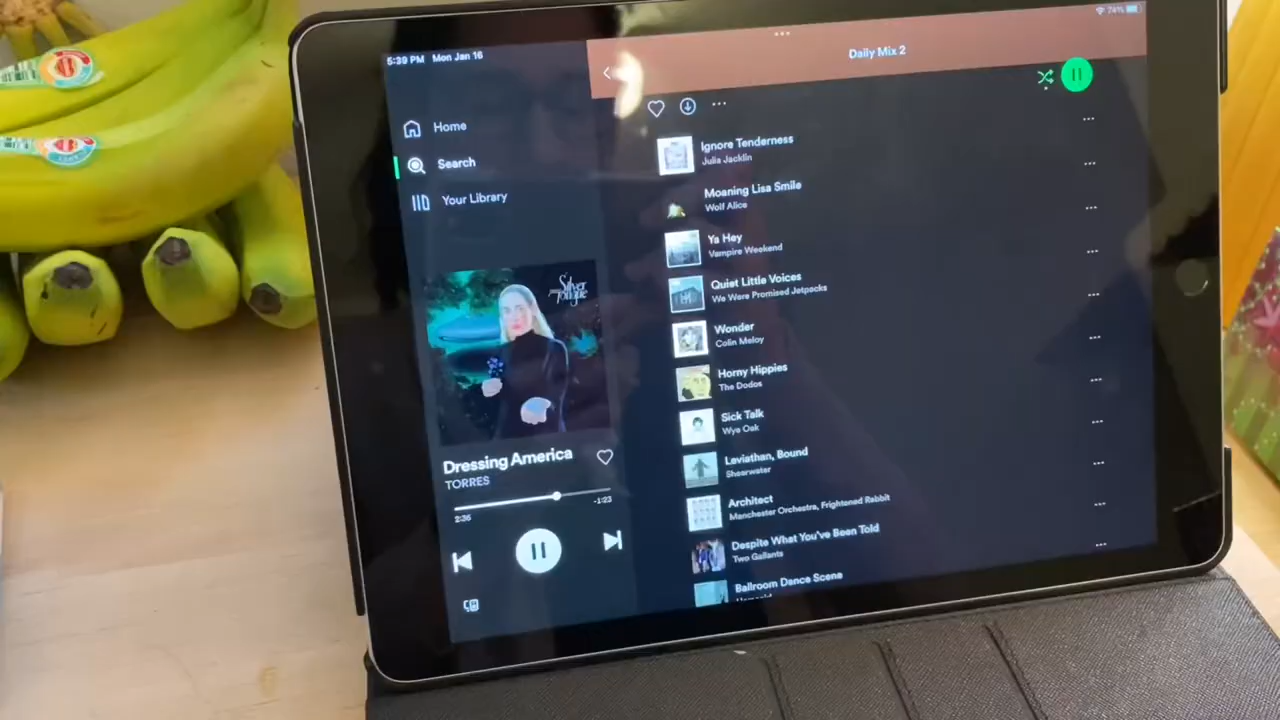 5:39 PM Mon Jan 16
74%
Daily Mix 2
Home
Search
Your Library
Silver Tongue
Dressing America
TORRES
2:36
-1:23
Ignore Tenderness
Julia Jacklin
Moaning Lisa Smile
Wolf Alice
Ya Hey
Vampire Weekend
Quiet Little Voices
We Were Promised Jetpacks
Wonder
Colin Meloy
Horny Hippies
The Dodos
Sick Talk
Wye Oak
Leviathan, Bound
Shearwater
Architect
Manchester Orchestra, Frightened Rabbit
Despite What You've Been Told
Two Gallants
Ballroom Dance Scene